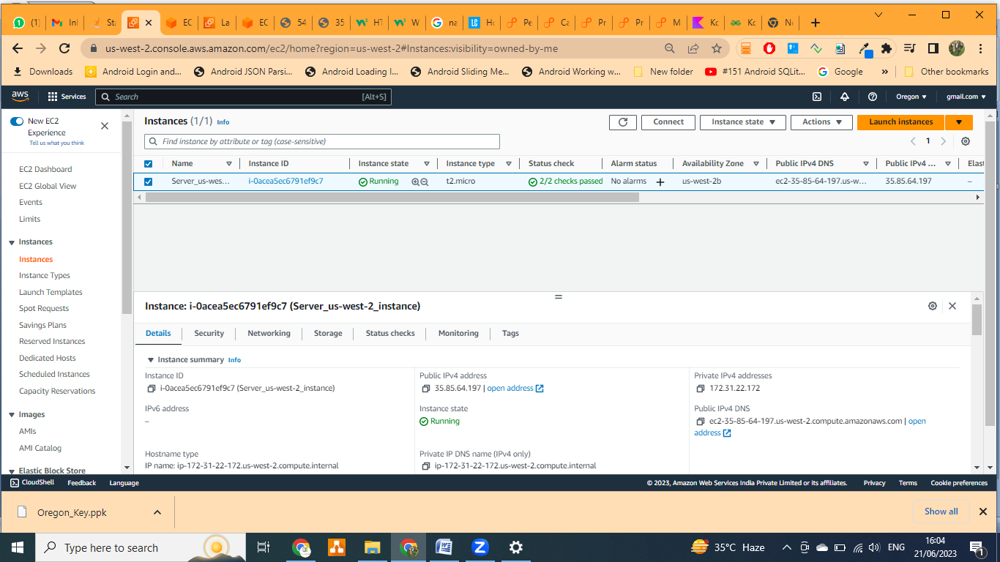 (1) Inl St EC La EC 54 35 HT W na Ho Pe Ca Pr Pr M Kc Kc Ne
us-west-2.console.aws.amazon.com/ec2/home?region=us-west-2#Instances:visibility=owned-by-me
Downloads Android Login and... Android JSON Parsi... Android Loading I... Android Sliding Me... Android Working w... New folder #151 Android SQLit... Google » Other bookmarks
aws Services Search [Alt+S] Oregon gmail.com
New EC2 Experience
Tell us what you think
EC2 Dashboard
EC2 Global View
Events
Limits
Instances
Instances
Instance Types
Launch Templates
Spot Requests
Savings Plans
Reserved Instances
Dedicated Hosts
Scheduled Instances
Capacity Reservations
Images
AMIs
AMI Catalog
Elastic Block Store
Instances (1/1) Info Connect Instance state Actions Launch instances
Find instance by attribute or tag (case-sensitive) 1
Name Instance ID Instance state Instance type Status check Alarm status Availability Zone Public IPv4 DNS Public IPv4 ... Elast
Server_us-wes... i-0acea5ec6791ef9c7 Running t2.micro 2/2 checks passed No alarms + us-west-2b ec2-35-85-64-197.us-w... 35.85.64.197 –
Instance: i-0acea5ec6791ef9c7 (Server_us-west-2_instance)
Details Security Networking Storage Status checks Monitoring Tags
Instance summary Info
Instance ID
i-0acea5ec6791ef9c7 (Server_us-west-2_instance)
Public IPv4 address
35.85.64.197 | open address
Private IPv4 addresses
172.31.22.172
IPv6 address
–
Instance state
Running
Public IPv4 DNS
ec2-35-85-64-197.us-west-2.compute.amazonaws.com | open
address
Hostname type
IP name: ip-172-31-22-172.us-west-2.compute.internal
Private IP DNS name (IPv4 only)
ip-172-31-22-172.us-west-2.compute.internal
CloudShell Feedback Language © 2023, Amazon Web Services India Private Limited or its affiliates. Privacy Terms Cookie preferences
Oregon_Key.ppk Show all
Type here to search 35°C Haze ENG 16:04
21/06/2023 1